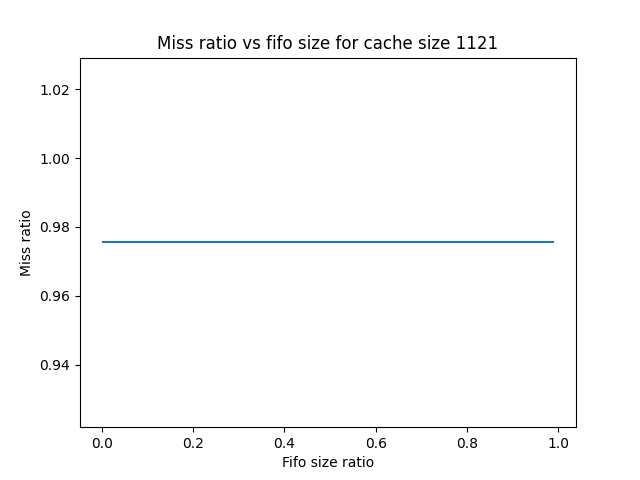 Miss ratio vs fifo size for cache size 1121
1.02
1.00
0.98
0.96
0.94
Miss ratio
0.0 0.2 0.4 0.6 0.8 1.0
Fifo size ratio